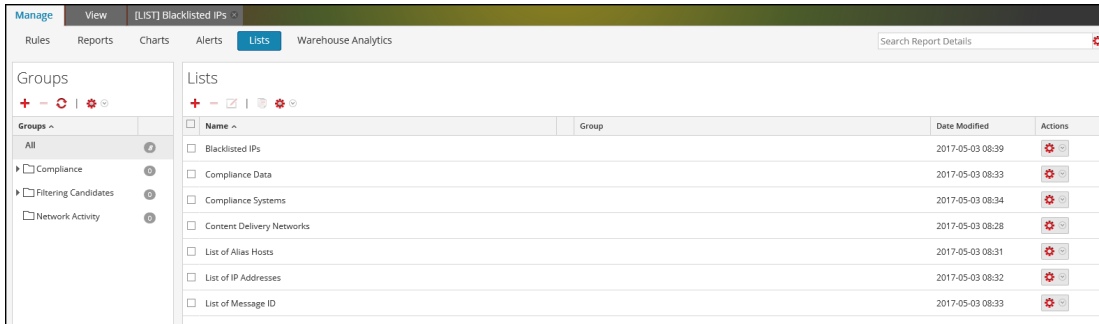 Manage View [LIST] Blacklisted IPs
Rules Reports Charts Alerts Lists Warehouse Analytics Search Report Details
Groups
Lists
Groups
Name Group Date Modified Actions
All
Blacklisted IPs 2017-05-03 08:39
Compliance 0
Compliance Data 2017-05-03 08:33
Filtering Candidates 0
Compliance Systems 2017-05-03 08:34
Network Activity 0
Content Delivery Networks 2017-05-03 08:28
List of Alias Hosts 2017-05-03 08:31
List of IP Addresses 2017-05-03 08:32
List of Message ID 2017-05-03 08:33